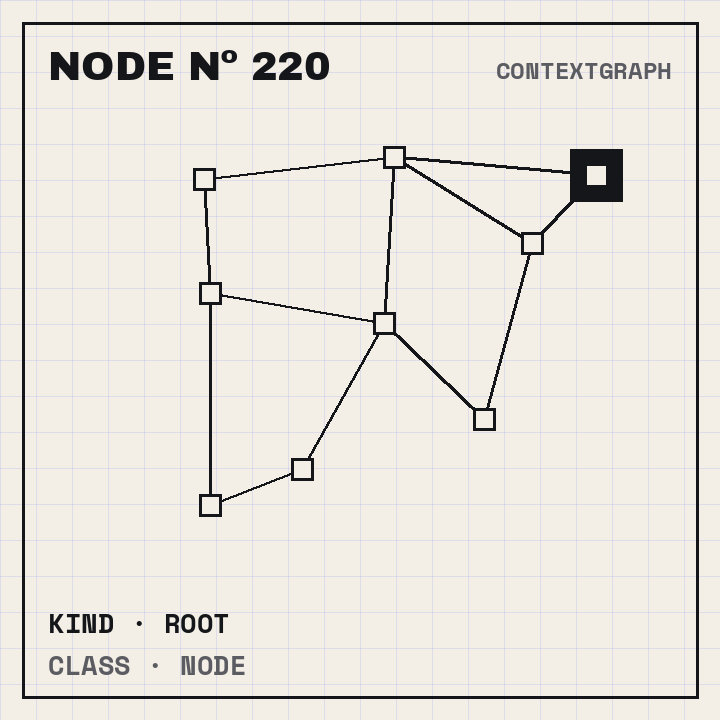 NODE Nº 220
CONTEXTGRAPH
KIND · ROOT
CLASS · NODE